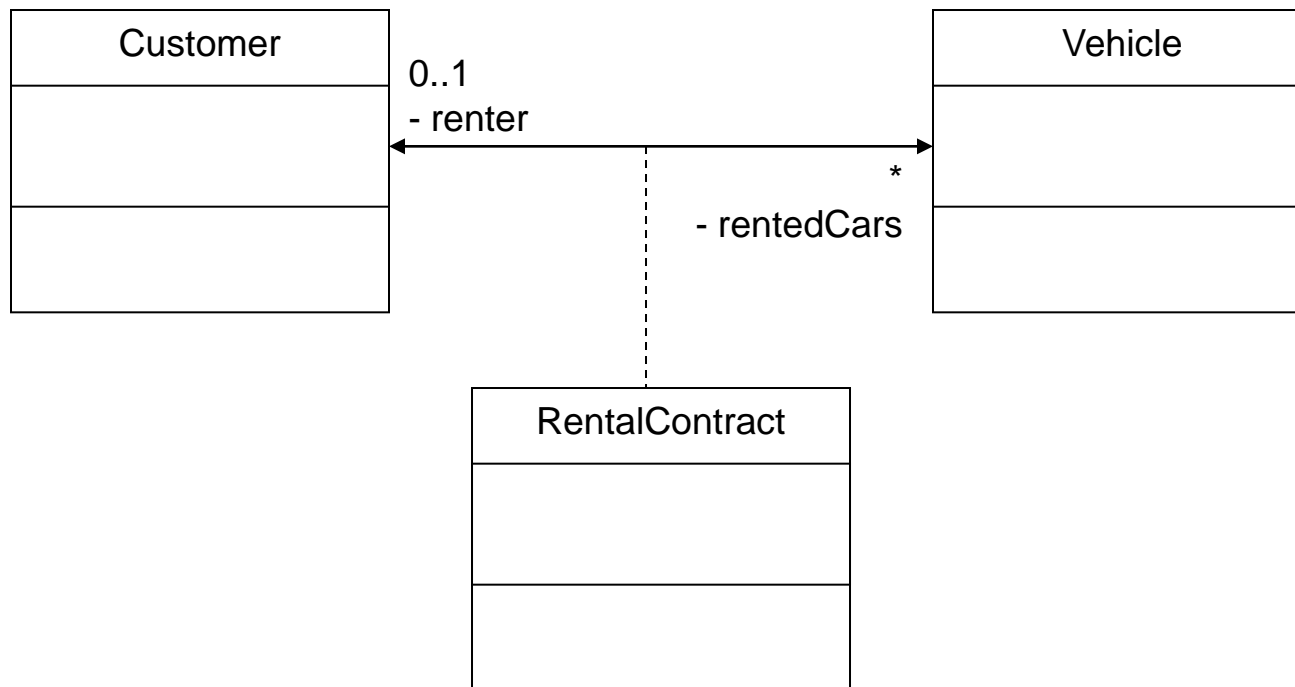 Customer
Vehicle
0..1
- renter
*
- rentedCars
RentalContract